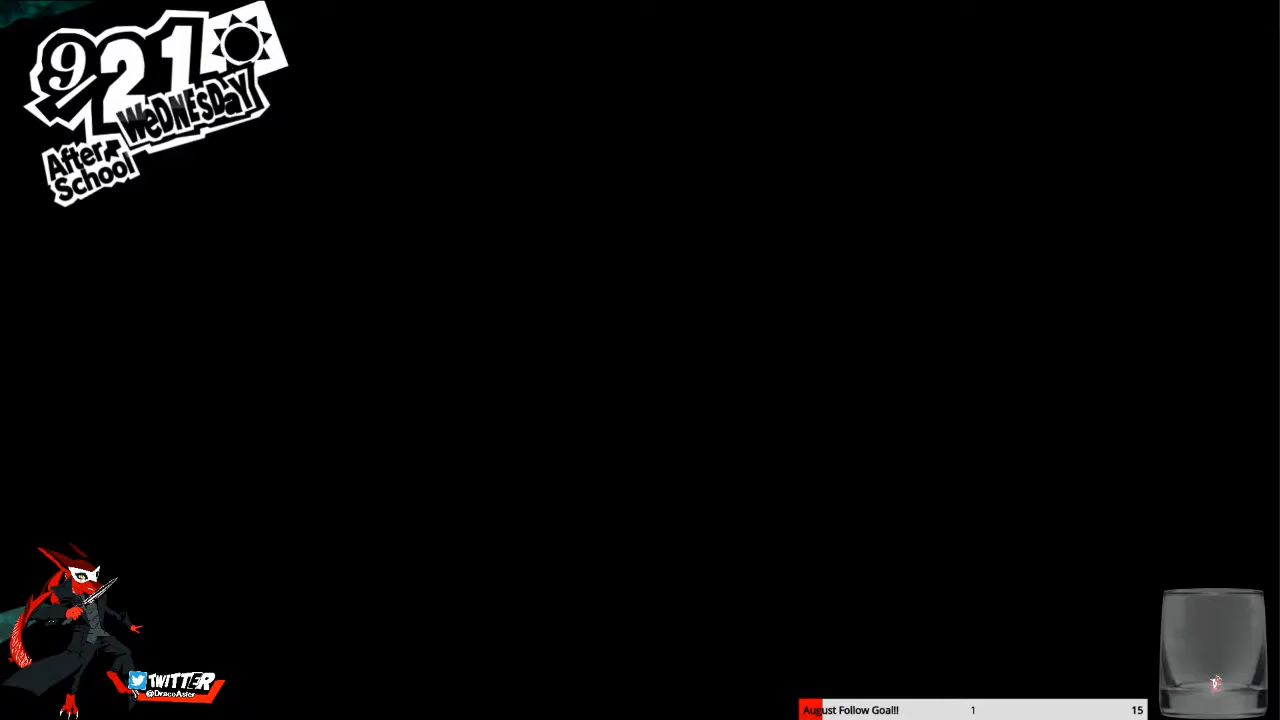 9/21
WeDNESDaY
After
School
TWITTER
@DracoAster
August Follow Goal!!! 1 15